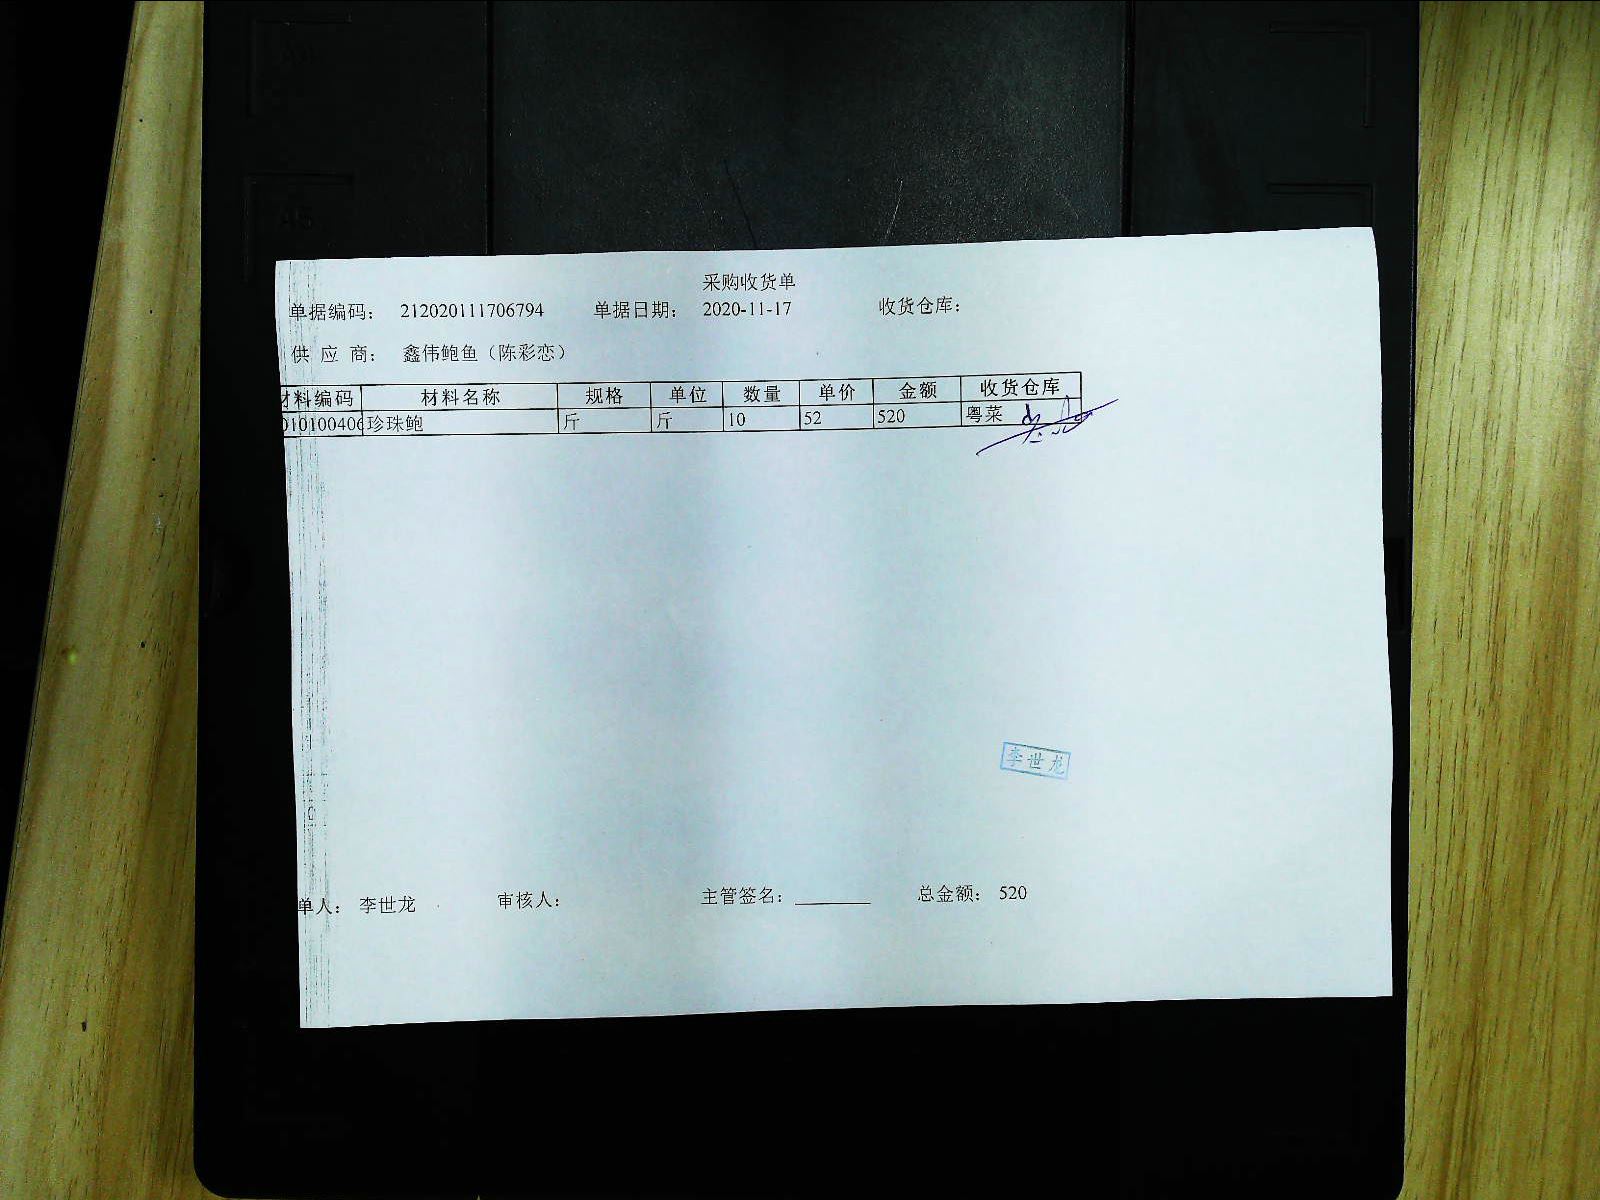 采购收货单
单据编码： 212020111706794 单据日期： 2020-11-17 收货仓库：
供 应 商： 鑫伟鲍鱼（陈彩恋）
材料编码 材料名称 规格 单位 数量 单价 金额 收货仓库
010100406 珍珠鲍 斤 斤 10 52 520 粤菜
李世龙
单人： 李世龙 审核人： 主管签名： 总金额： 520